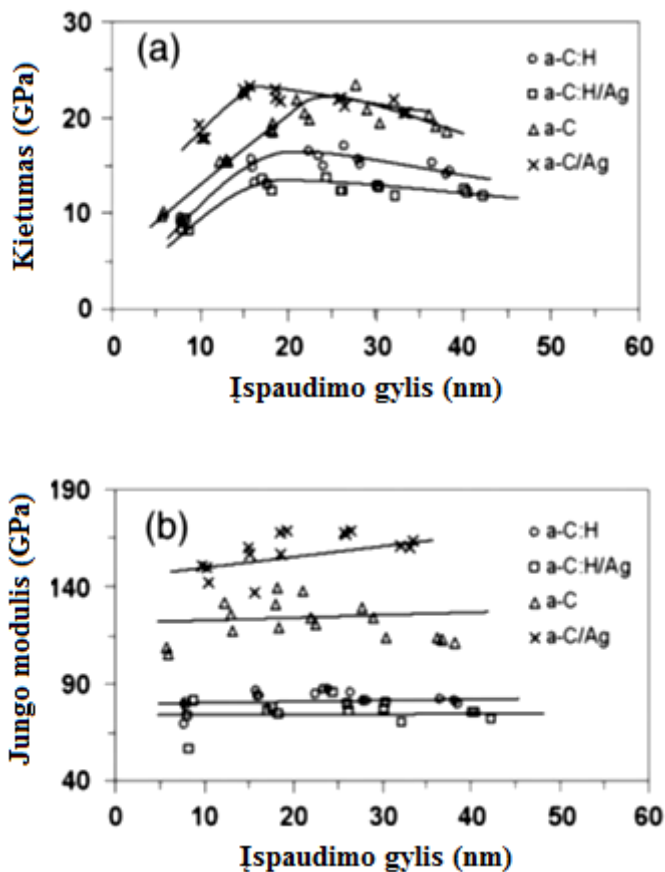 (a)
Kietumas (GPa)
30
20
10
0
0 10 20 30 40 50 60
Įspaudimo gylis (nm)
a-C:H
a-C:H/Ag
a-C
a-C/Ag
(b)
Jungo modulis (GPa)
190
140
90
40
0 10 20 30 40 50 60
Įspaudimo gylis (nm)
a-C:H
a-C:H/Ag
a-C
a-C/Ag